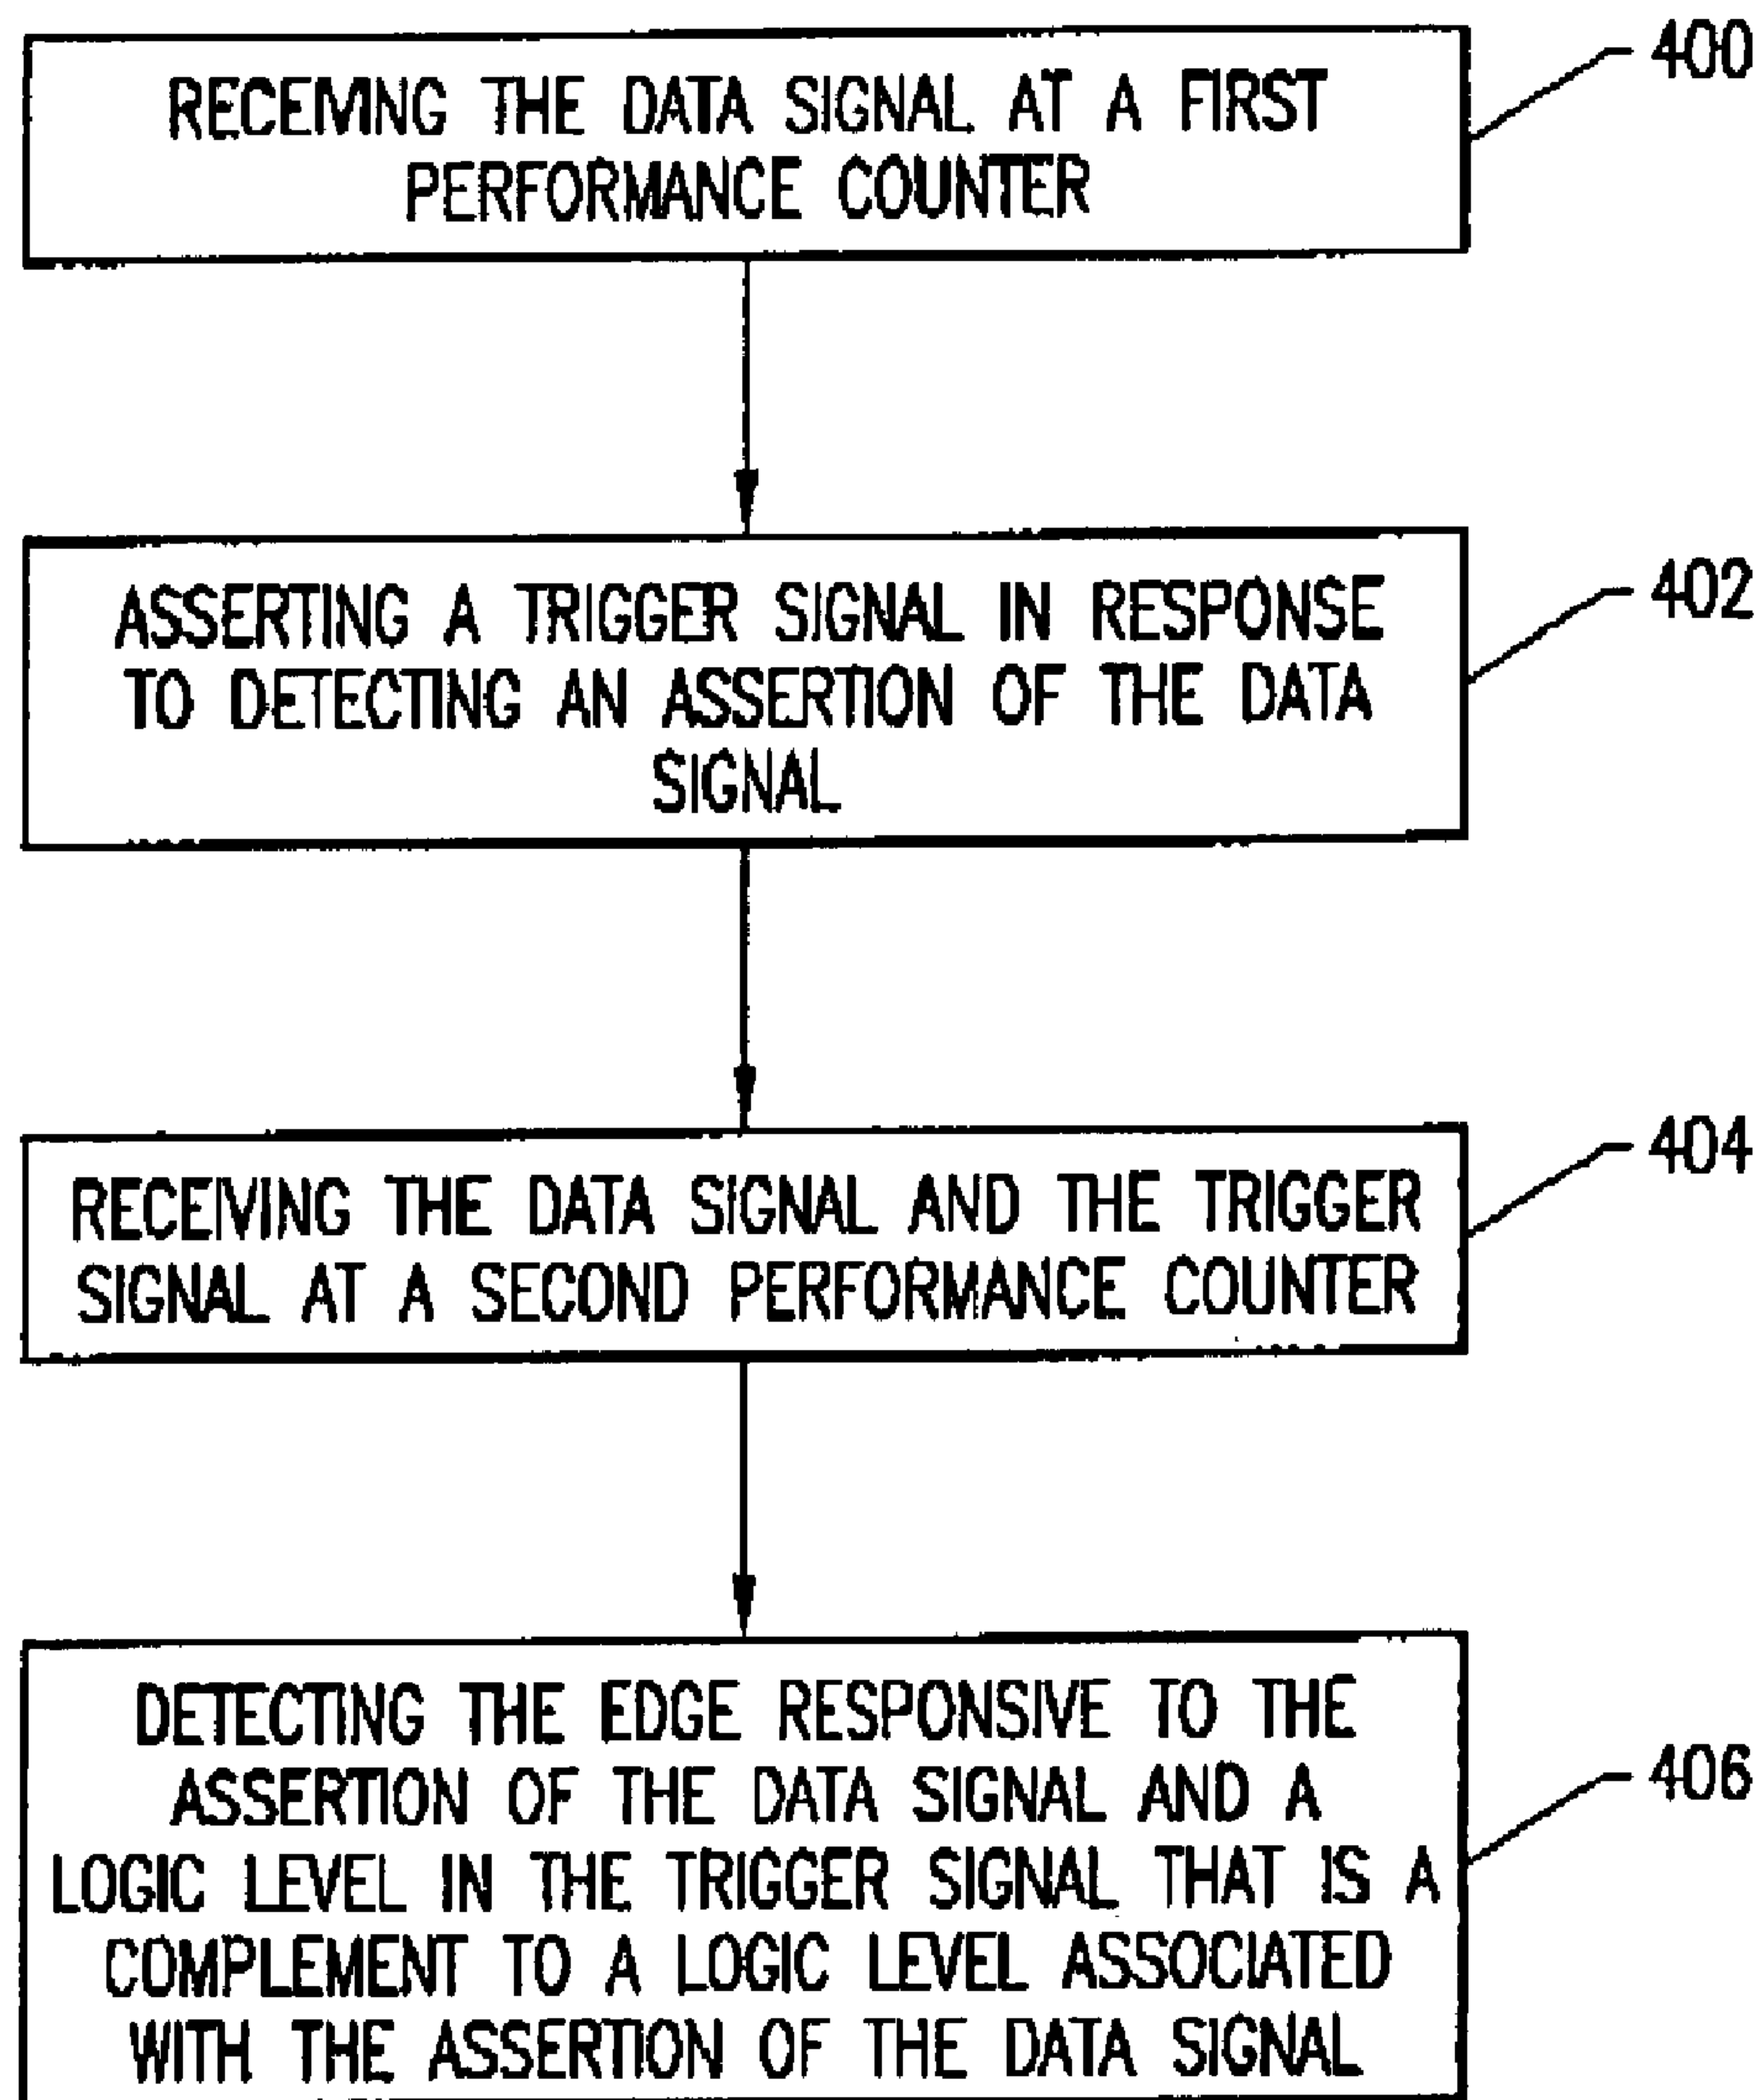 RECEIVING THE DATA SIGNAL AT A FIRST
PERFORMANCE COUNTER
400
ASSERTING A TRIGGER SIGNAL IN RESPONSE
TO DETECTING AN ASSERTION OF THE DATA
SIGNAL
402
RECEIVING THE DATA SIGNAL AND THE TRIGGER
SIGNAL AT A SECOND PERFORMANCE COUNTER
404
DETECTING THE EDGE RESPONSIVE TO THE
ASSERTION OF THE DATA SIGNAL AND A
LOGIC LEVEL IN THE TRIGGER SIGNAL THAT IS A
COMPLEMENT TO A LOGIC LEVEL ASSOCIATED
WITH THE ASSERTION OF THE DATA SIGNAL
406